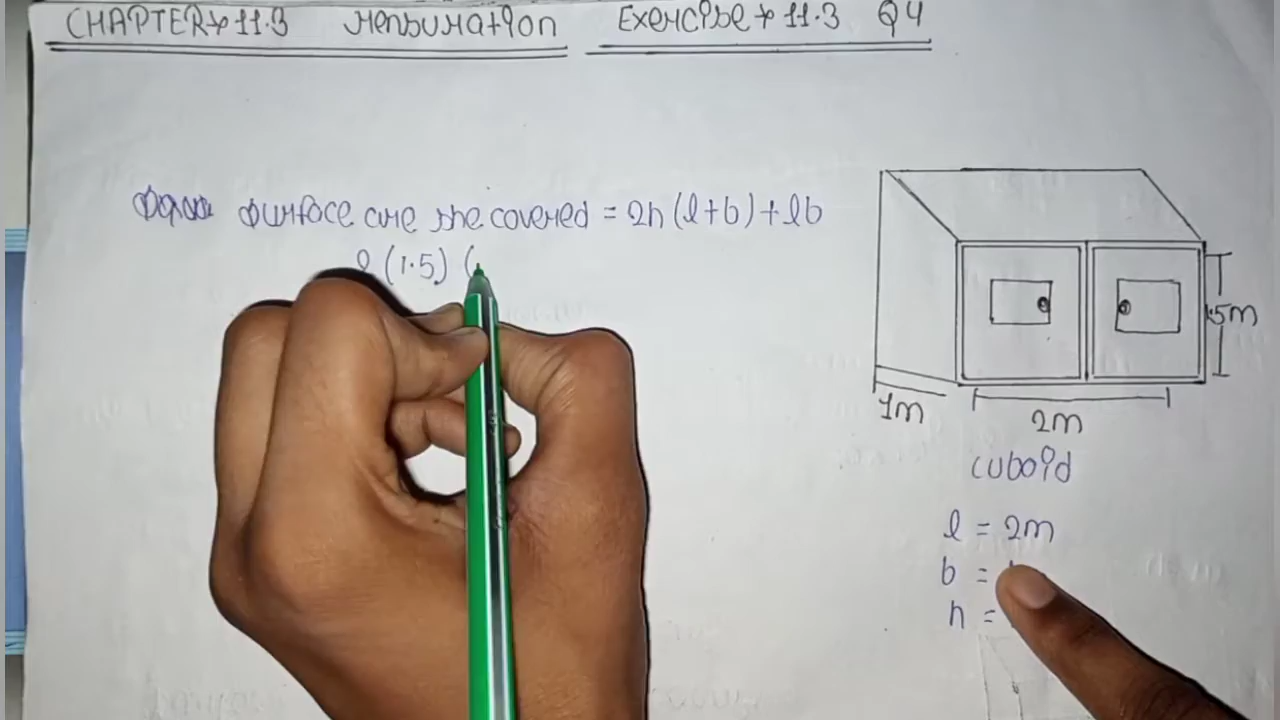 CHAPTER→11.3 Mensuration Exercise→11.3 Q4
Surface are the covered = 2h(l+b)+lb
2(1.5)(
.5m
1m
2m
cuboid
l = 2m
b =
h =